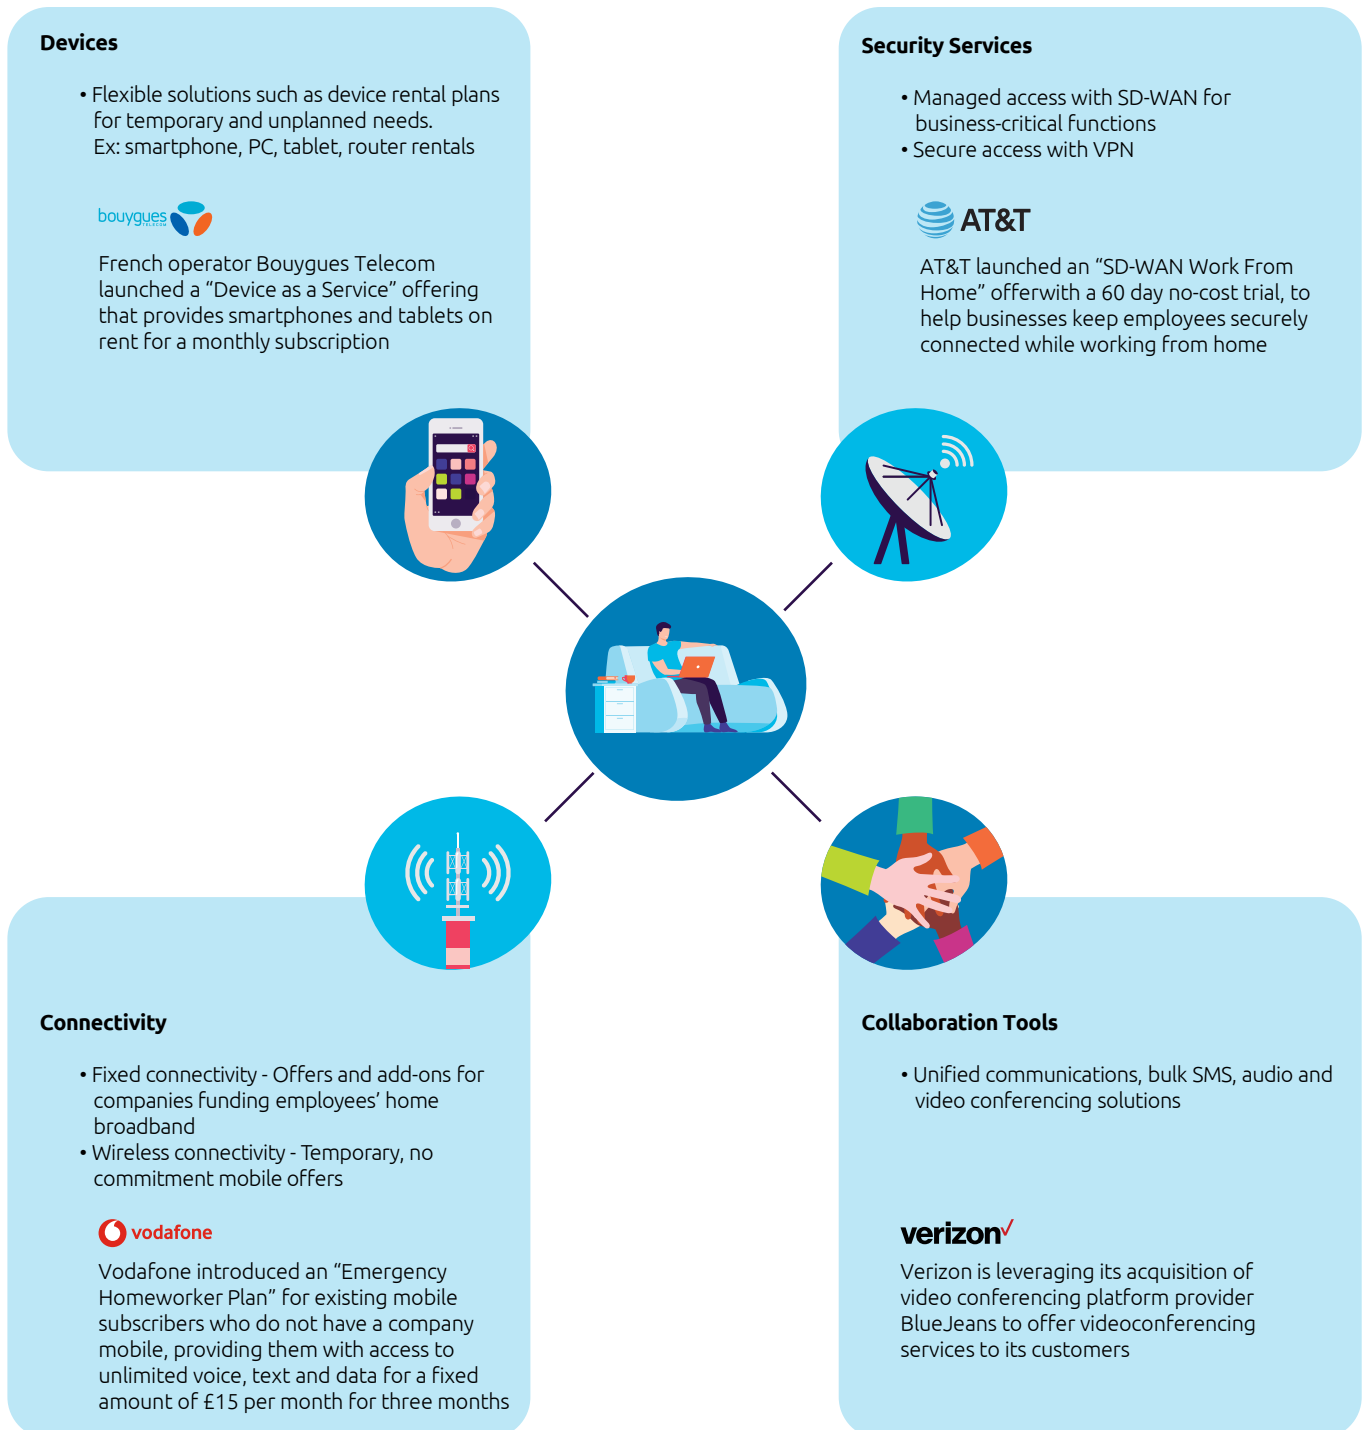 Devices
• Flexible solutions such as device rental plans
for temporary and unplanned needs.
Ex: smartphone, PC, tablet, router rentals
bouygues
TELECOM
French operator Bouygues Telecom
launched a “Device as a Service” offering
that provides smartphones and tablets on
rent for a monthly subscription
Security Services
• Managed access with SD-WAN for
business-critical functions
• Secure access with VPN
AT&T
AT&T launched an “SD-WAN Work From
Home” offerwith a 60 day no-cost trial, to
help businesses keep employees securely
connected while working from home
Connectivity
• Fixed connectivity - Offers and add-ons for
companies funding employees’ home
broadband
• Wireless connectivity - Temporary, no
commitment mobile offers
vodafone
Vodafone introduced an “Emergency
Homeworker Plan” for existing mobile
subscribers who do not have a company
mobile, providing them with access to
unlimited voice, text and data for a fixed
amount of £15 per month for three months
Collaboration Tools
• Unified communications, bulk SMS, audio and
video conferencing solutions
verizon
Verizon is leveraging its acquisition of
video conferencing platform provider
BlueJeans to offer videoconferencing
services to its customers